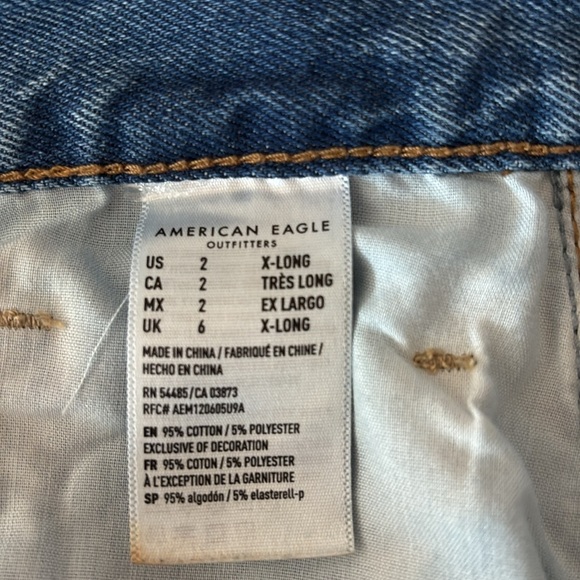 AMERICAN EAGLE
OUTFITTERS
US 2 X-LONG
CA 2 TRÈS LONG
MX 2 EX LARGO
UK 6 X-LONG
MADE IN CHINA / FABRIQUÉ EN CHINE /
HECHO EN CHINA
RN 54485/CA 03873
RFC# AEM120605U9A
EN 95% COTTON / 5% POLYESTER
EXCLUSIVE OF DECORATION
FR 95% COTON / 5% POLYESTER
À L'EXCEPTION DE LA GARNITURE
SP 95% algodón / 5% elasterell-p